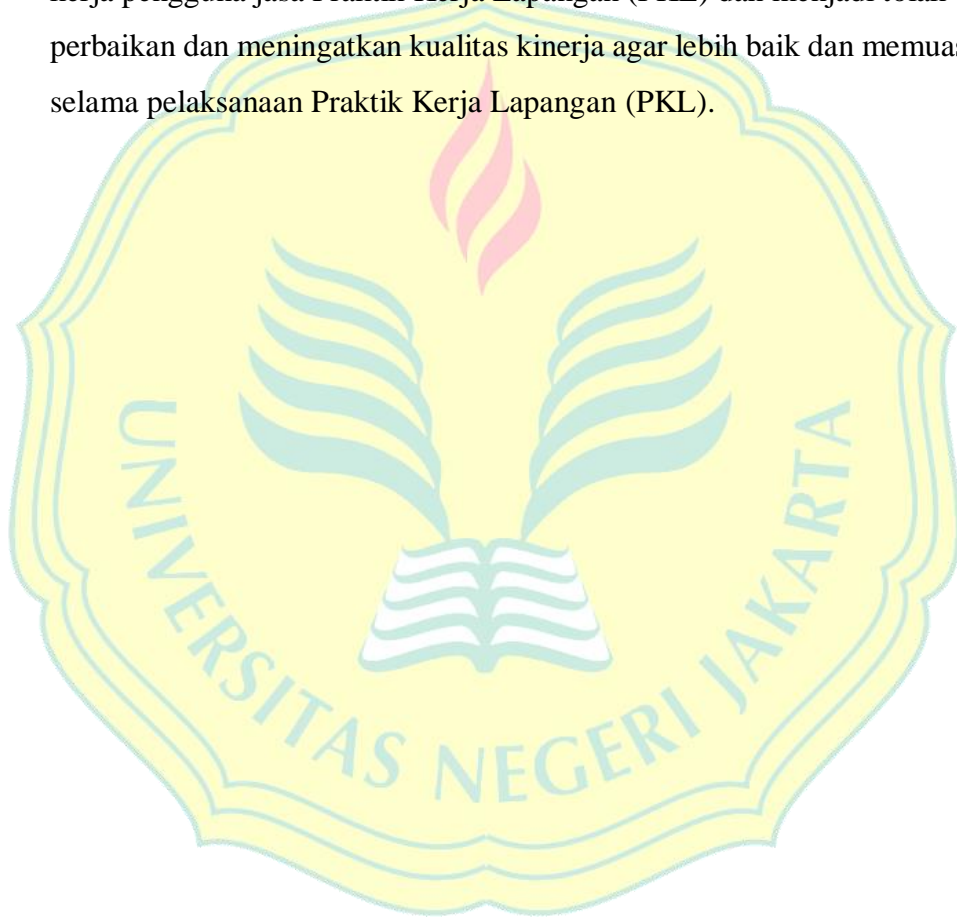 kerja pengguna jasa Praktik Kerja Lapangan (PKL) dan menjadi tolak
perbaikan dan meningatkan kualitas kinerja agar lebih baik dan
selama pelaksanaan Praktik Kerja Lapangan (PKL).
UNIVERSITAS NEGERI JAKARTA